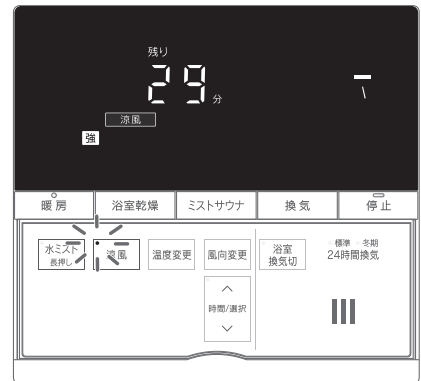 残り
29分
涼風
強
暖房 浴室乾燥 ミストサウナ 換気 停止
水ミスト
長押し
涼風
温度変更
風向変更
浴室
換気切
標準 冬期
24時間換気
時間/選択